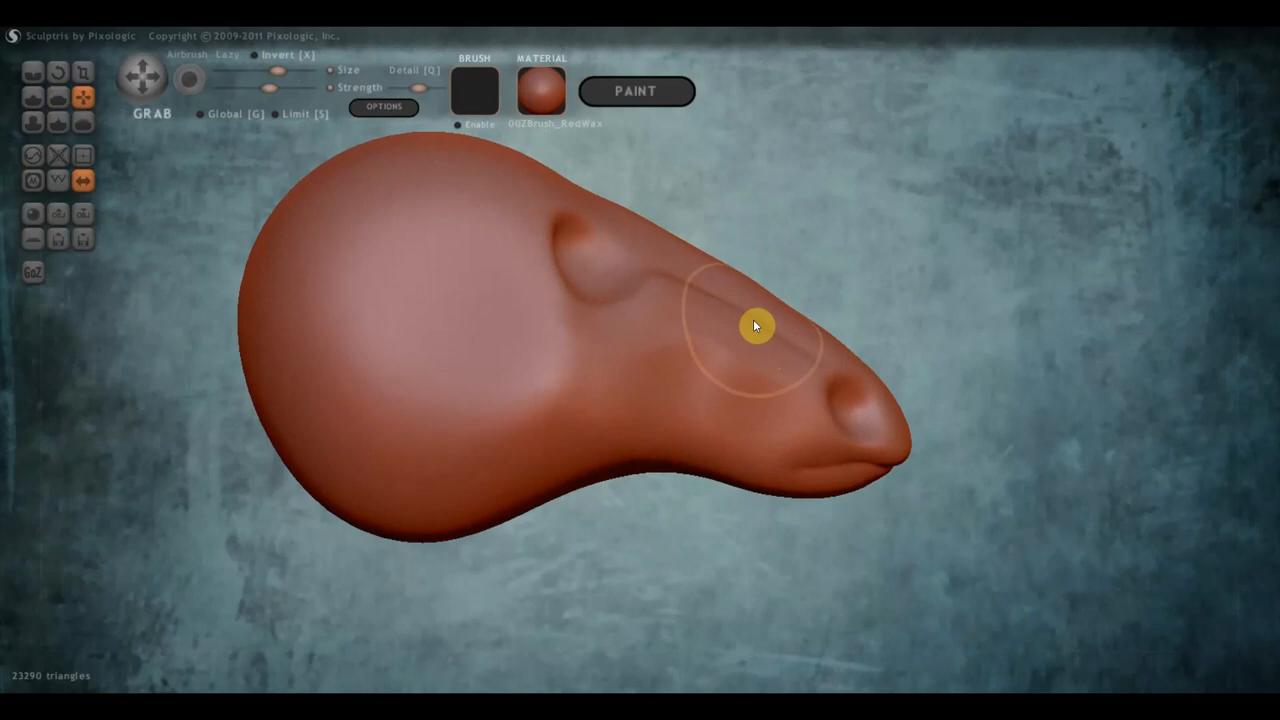 Sculptris by Pixologic Copyright © 2009-2011 Pixologic, Inc.
Airbrush Lazy Invert [X]
BRUSH MATERIAL
Size Detail [Q]
Strength
PAINT
OPTIONS
GRAB Global [G] Limit [S]
Enable 00ZBrush_RedWax
GoZ
23290 triangles